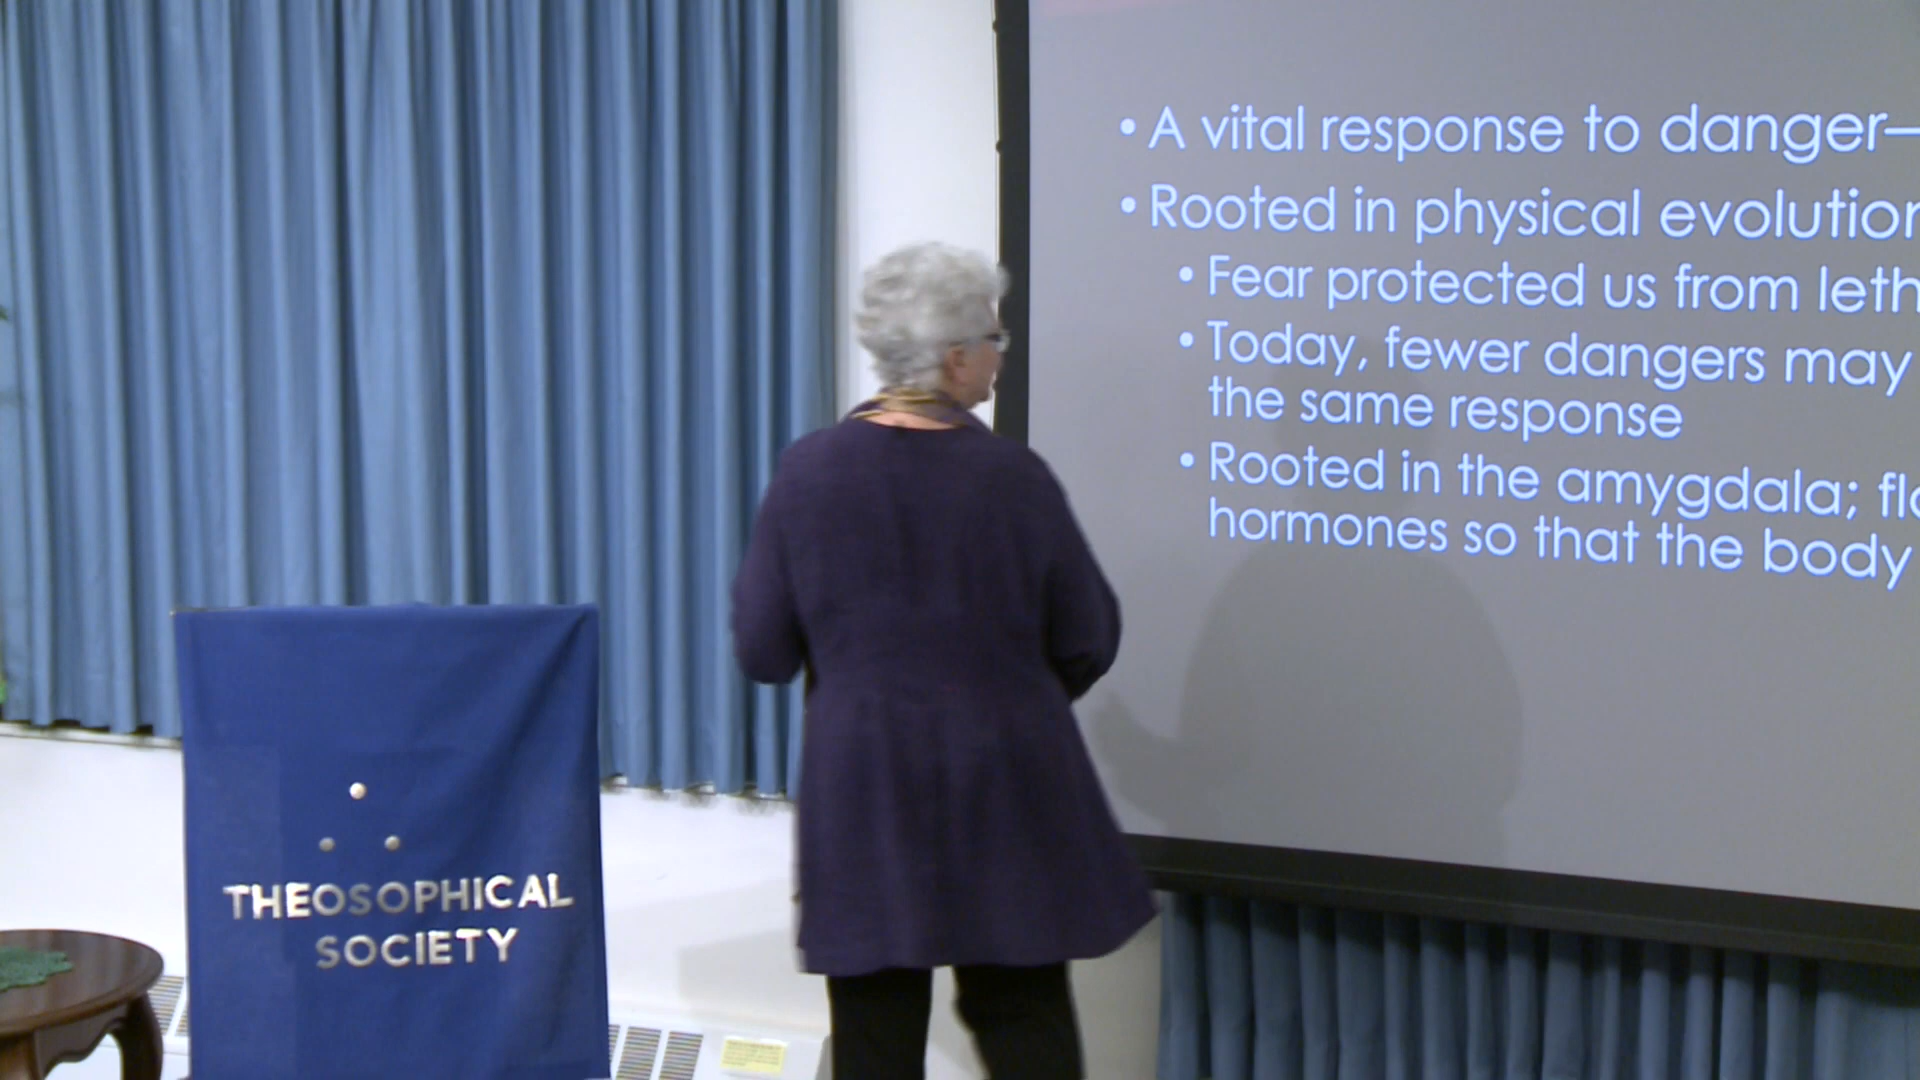 • A vital response to danger—
• Rooted in physical evolution
• Fear protected us from leth
• Today, fewer dangers may
the same response
• Rooted in the amygdala; flo
hormones so that the body
THEOSOPHICAL
SOCIETY